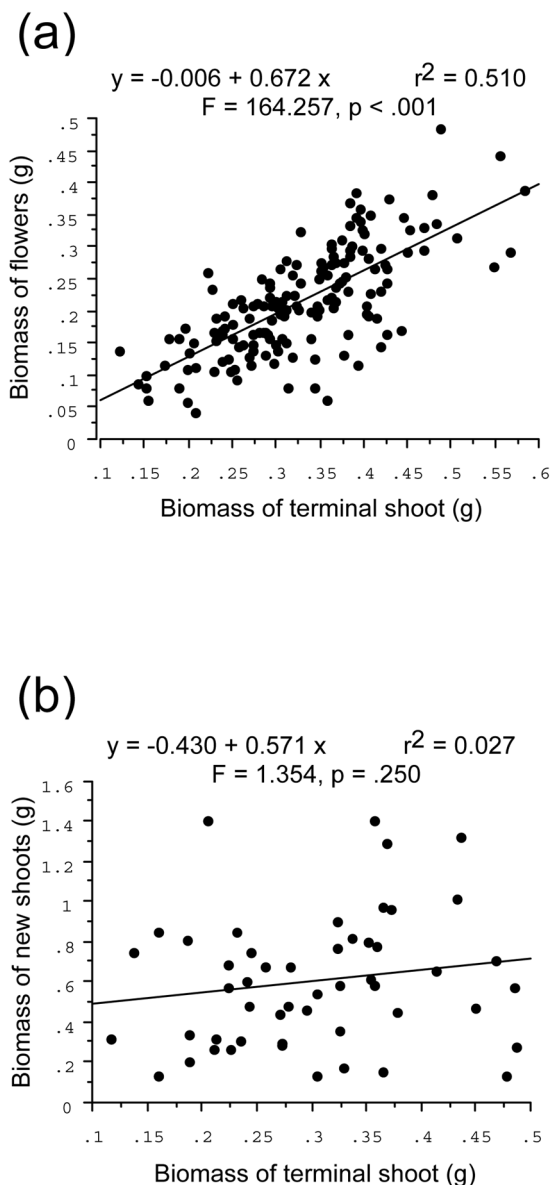 (a)
y = -0.006 + 0.672 x r2 = 0.510
F = 164.257, p < .001
.5
.45
.4
.35
.3
.25
.2
.15
.1
.05
0
Biomass of flowers (g)
.1 .15 .2 .25 .3 .35 .4 .45 .5 .55 .6
Biomass of terminal shoot (g)
(b)
y = -0.430 + 0.571 x r2 = 0.027
F = 1.354, p = .250
1.6
1.4
1.2
1
.8
.6
.4
.2
0
Biomass of new shoots (g)
.1 .15 .2 .25 .3 .35 .4 .45 .5
Biomass of terminal shoot (g)